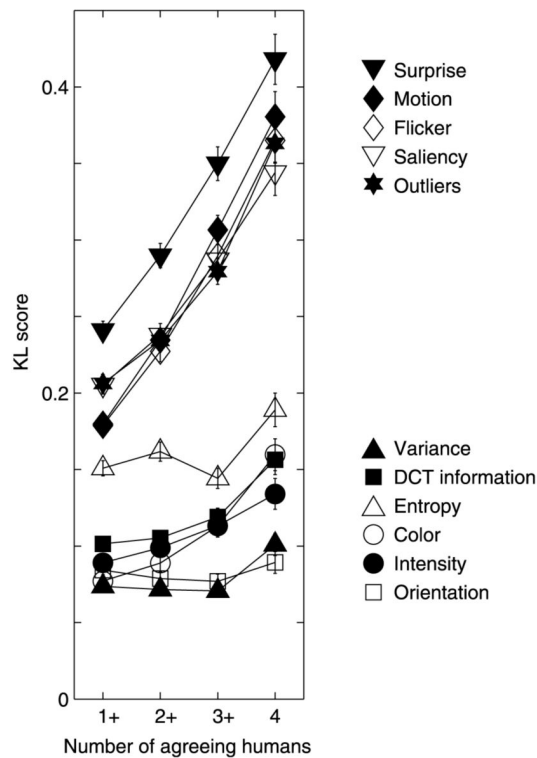 0.4
0.2
0
KL score
1+ 2+ 3+ 4
Number of agreeing humans
Surprise
Motion
Flicker
Saliency
Outliers
Variance
DCT information
Entropy
Color
Intensity
Orientation